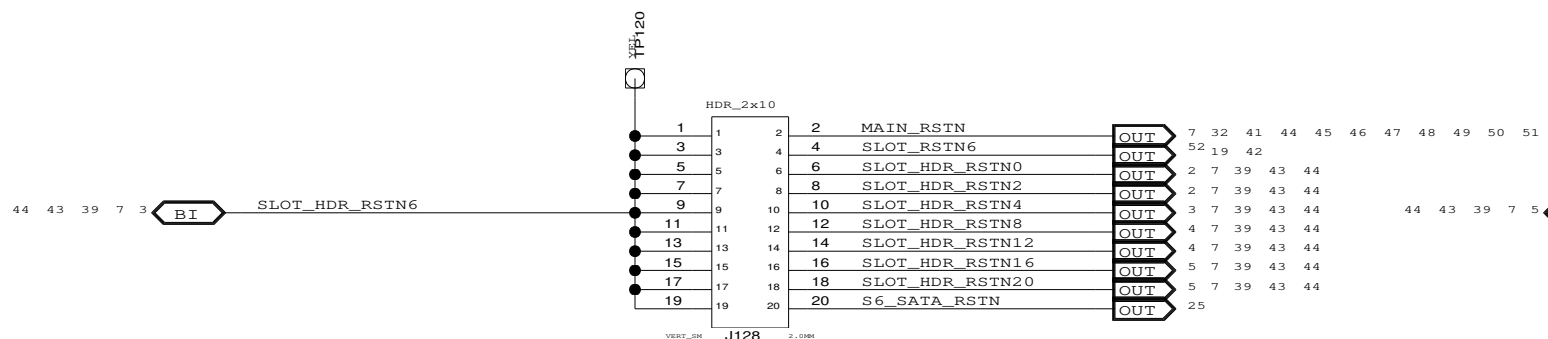 YEL
TP120
HDR_2x10
1 1 2 2 MAIN_RSTN OUT 7 32 41 44 45 46 47 48 49 50 51
52
3 3 4 4 SLOT_RSTN6 OUT 19 42
5 5 6 6 SLOT_HDR_RSTN0 OUT 2 7 39 43 44
7 7 8 8 SLOT_HDR_RSTN2 OUT 2 7 39 43 44
44 43 39 7 3 BI SLOT_HDR_RSTN6 9 9 10 10 SLOT_HDR_RSTN4 OUT 3 7 39 43 44 44 43 39 7 5
11 11 12 12 SLOT_HDR_RSTN8 OUT 4 7 39 43 44
13 13 14 14 SLOT_HDR_RSTN12 OUT 4 7 39 43 44
15 15 16 16 SLOT_HDR_RSTN16 OUT 5 7 39 43 44
17 17 18 18 SLOT_HDR_RSTN20 OUT 5 7 39 43 44
19 19 20 20 S6_SATA_RSTN OUT 25
VERT_SM J128 2.0MM